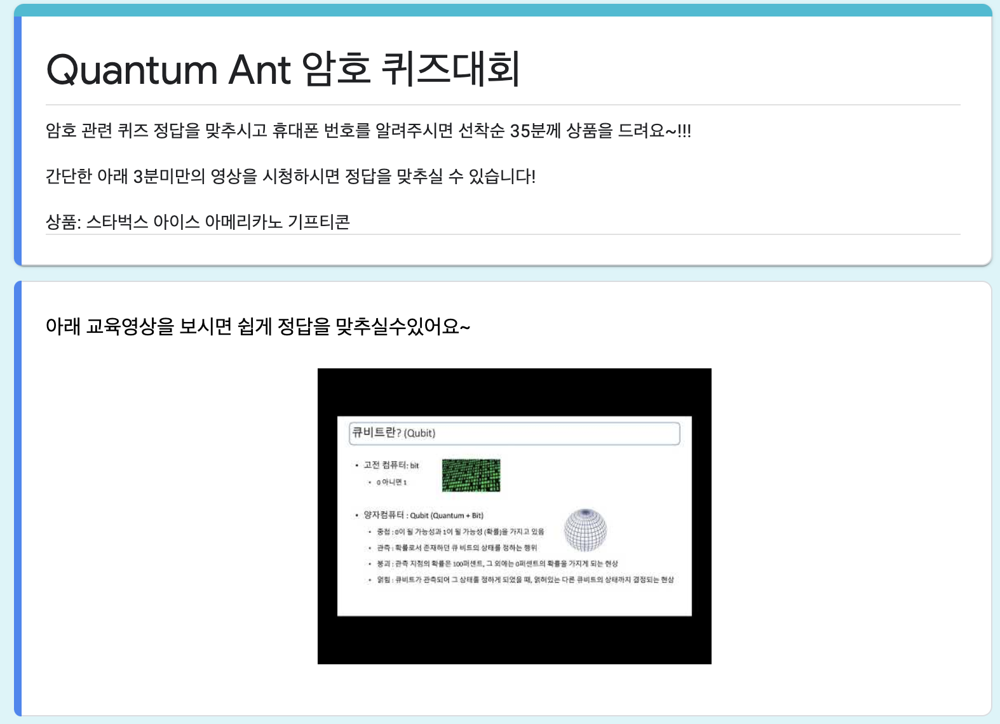 Quantum Ant 암호 퀴즈대회
암호 관련 퀴즈 정답을 맞추시고 휴대폰 번호를 알려주시면 선착순 35분께 상품을 드려요~!!!
간단한 아래 3분미만의 영상을 시청하시면 정답을 맞추실 수 있습니다!
상품: 스타벅스 아이스 아메리카노 기프티콘
아래 교육영상을 보시면 쉽게 정답을 맞추실수있어요~
큐비트란? (Qubit)
• 고전 컴퓨터: bit
• 0 아니면 1
• 양자컴퓨터 : Qubit (Quantum + Bit)
• 중첩 : 0이 될 가능성과 1이 될 가능성 (확률)을 가지고 있음
• 관측 : 확률로서 존재하던 큐 비트의 상태를 정하는 행위
• 붕괴 : 관측 지점의 확률은 100퍼센트, 그 외에는 0퍼센트의 확률을 가지게 되는 현상
• 얽힘 : 큐비트가 관측되어 그 상태를 정하게 되었을 때, 얽혀있는 다른 큐비트의 상태까지 결정되는 현상